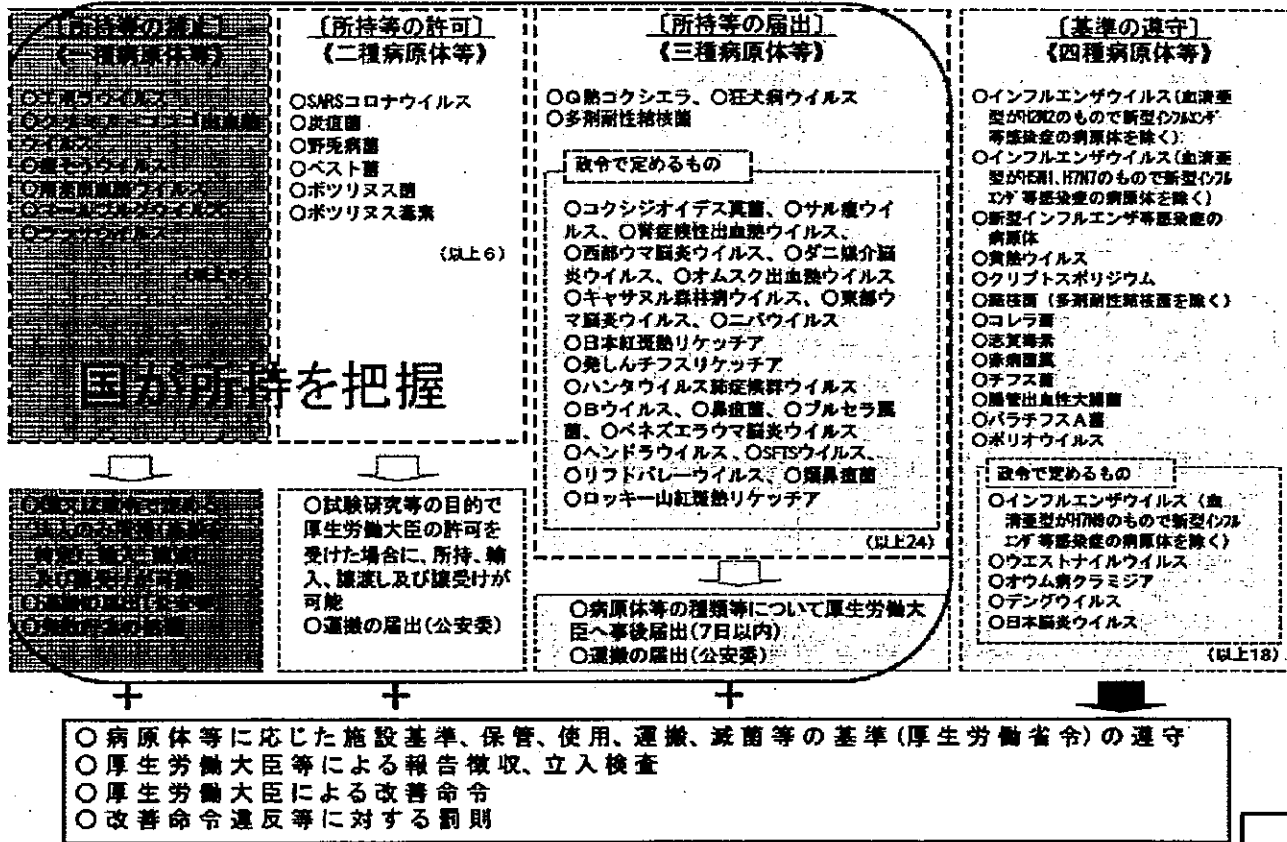 〔所持等の禁止〕
《一種病原体等》
〔所持等の許可〕
《二種病原体等》
○SARSコロナウイルス
○炭疽菌
○野兎病菌
○ペスト菌
○ボツリヌス菌
○ボツリヌス毒素
(以上6)
〔所持等の届出〕
《三種病原体等》
○Q熱コクシエラ、○狂犬病ウイルス
○多剤耐性結核菌
政令で定めるもの
○コクシジオイデス真菌、○サル痘ウイ
ルス、○腎症候性出血熱ウイルス、
○西部ウマ脳炎ウイルス、○ダニ媒介脳
炎ウイルス、○オムスク出血熱ウイルス
○キャサヌル森林病ウイルス、○東部ウ
マ脳炎ウイルス、○ニパウイルス
○日本紅斑熱リケッチア
○発しんチフスリケッチア
○ハンタウイルス肺症候群ウイルス
○Bウイルス、○鼻疽菌、○ブルセラ属
菌、○ベネズエラウマ脳炎ウイルス
○ヘンドラウイルス、○SFTSウイルス、
○リフトバレーウイルス、○類鼻疽菌
○ロッキー山紅斑熱リケッチア
(以上24)
〔基準の遵守〕
《四種病原体等》
○インフルエンザウイルス(血清亜
型がH2N2のもので新型インフルエンザ
等感染症の病原体を除く)
○インフルエンザウイルス(血清亜
型がH5N1、H7N7のもので新型インフル
エンザ等感染症の病原体を除く)
○新型インフルエンザ等感染症の
病原体
○黄熱ウイルス
○クリプトスポリジウム
○結核菌(多剤耐性結核菌を除く)
○コレラ菌
○志賀毒素
○赤痢菌属
○チフス菌
○腸管出血性大腸菌
○パラチフスA菌
○ポリオウイルス
政令で定めるもの
○インフルエンザウイルス(血
清亜型がH7N9のもので新型インフル
エンザ等感染症の病原体を除く)
○ウエストナイルウイルス
○オウム病クラミジア
○デングウイルス
○日本脳炎ウイルス
(以上18)
国が所持を把握
○試験研究等の目的で
厚生労働大臣の許可を
受けた場合に、所持、輸
入、譲渡し及び譲受けが
可能
○運搬の届出(公安委)
○病原体等の種類等について厚生労働大
臣へ事後届出(7日以内)
○運搬の届出(公安委)
+
+
+
○病原体等に応じた施設基準、保管、使用、運搬、滅菌等の基準(厚生労働省令)の遵守
○厚生労働大臣等による報告徴収、立入検査
○厚生労働大臣による改善命令
○改善命令違反等に対する罰則